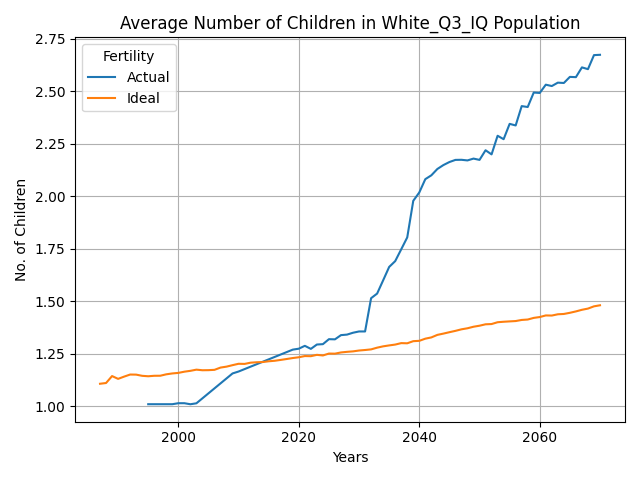 Average Number of Children in White_Q3_IQ Population
Fertility
Actual
Ideal
No. of Children
2.75
2.50
2.25
2.00
1.75
1.50
1.25
1.00
2000
2020
2040
2060
Years